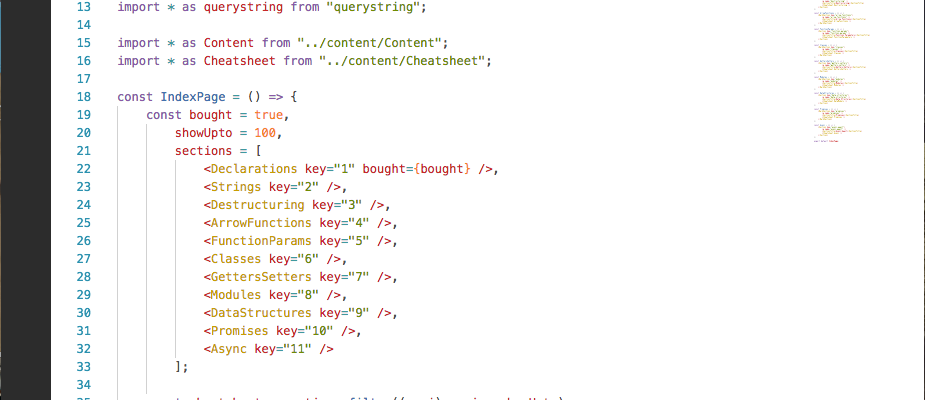 13 import * as querystring from "querystring";
14
15 import * as Content from "../content/Content";
16 import * as Cheatsheet from "../content/Cheatsheet";
17
18 const IndexPage = () => {
19 const bought = true,
20 showUpto = 100,
21 sections = [
22 <Declarations key="1" bought={bought} />,
23 <Strings key="2" />,
24 <Destructuring key="3" />,
25 <ArrowFunctions key="4" />,
26 <FunctionParams key="5" />,
27 <Classes key="6" />,
28 <GettersSetters key="7" />,
29 <Modules key="8" />,
30 <DataStructures key="9" />,
31 <Promises key="10" />,
32 <Async key="11" />
33 ];
34